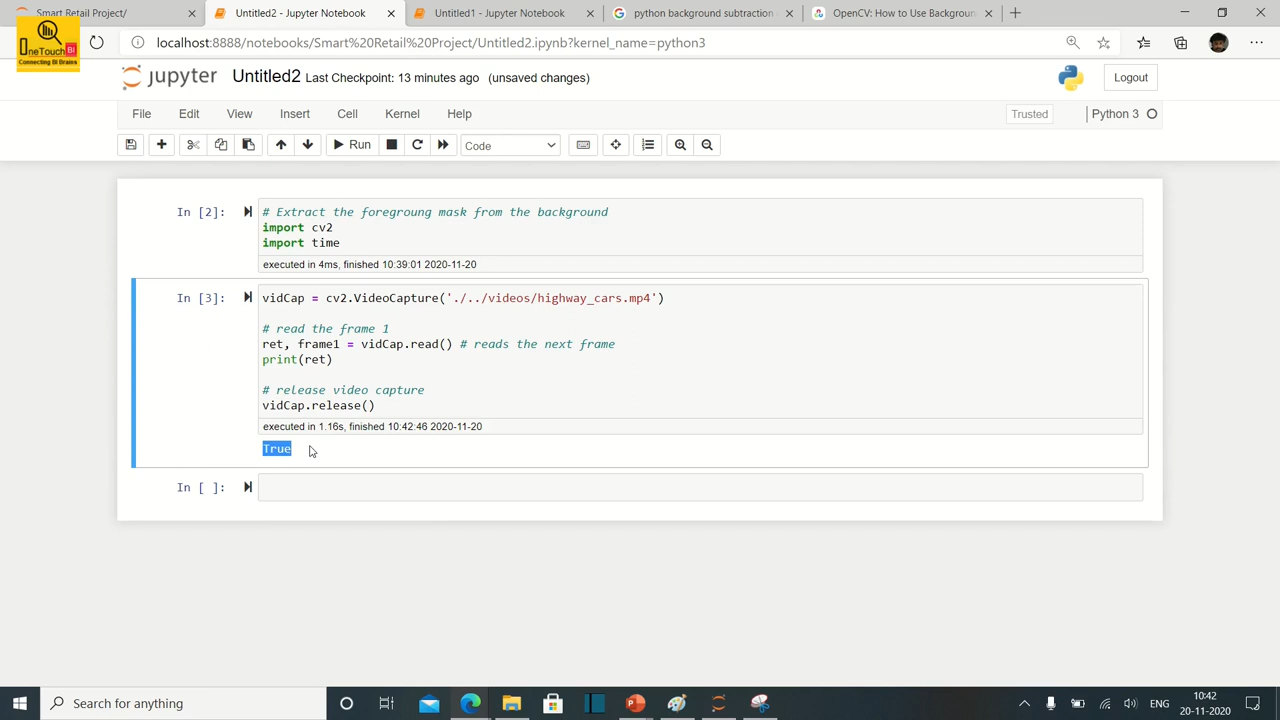 Smart Retail Project/
Untitled2 - Jupyter Notebook
Untitled2 - Jupyter Notebook
python background subtraction -
OpenCV: How to Use Backgroun
OneTouch BI
Connecting BI Brains
localhost:8888/notebooks/Smart%20Retail%20Project/Untitled2.ipynb?kernel_name=python3
jupyter Untitled2 Last Checkpoint: 13 minutes ago (unsaved changes)
Logout
File Edit View Insert Cell Kernel Help
Trusted
Python 3
Run
Code
In [2]:
# Extract the foregroung mask from the background
import cv2
import time
executed in 4ms, finished 10:39:01 2020-11-20
In [3]:
vidCap = cv2.VideoCapture('./../videos/highway_cars.mp4')
# read the frame 1
ret, frame1 = vidCap.read() # reads the next frame
print(ret)
# release video capture
vidCap.release()
executed in 1.16s, finished 10:42:46 2020-11-20
True
In [ ]:
Search for anything
ENG
10:42
20-11-2020